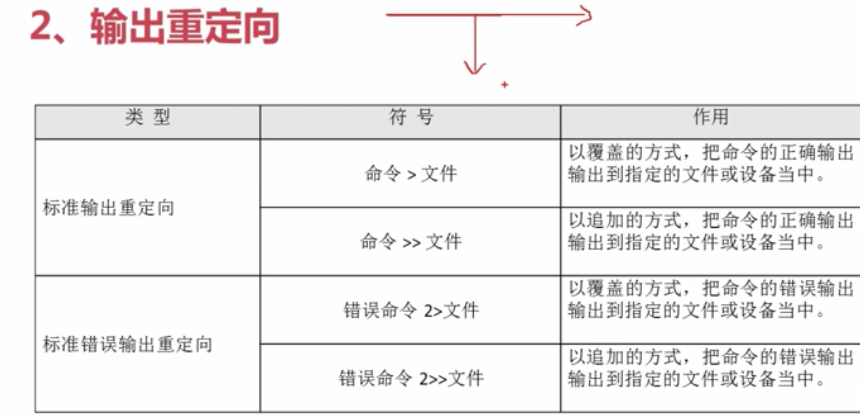 2、输出重定向
类 型
符 号
作用
标准输出重定向
命令 > 文件
以覆盖的方式，把命令的正确输出
输出到指定的文件或设备当中。
命令 >> 文件
以追加的方式，把命令的正确输出
输出到指定的文件或设备当中。
标准错误输出重定向
错误命令 2>文件
以覆盖的方式，把命令的错误输出
输出到指定的文件或设备当中。
错误命令 2>>文件
以追加的方式，把命令的错误输出
输出到指定的文件或设备当中。